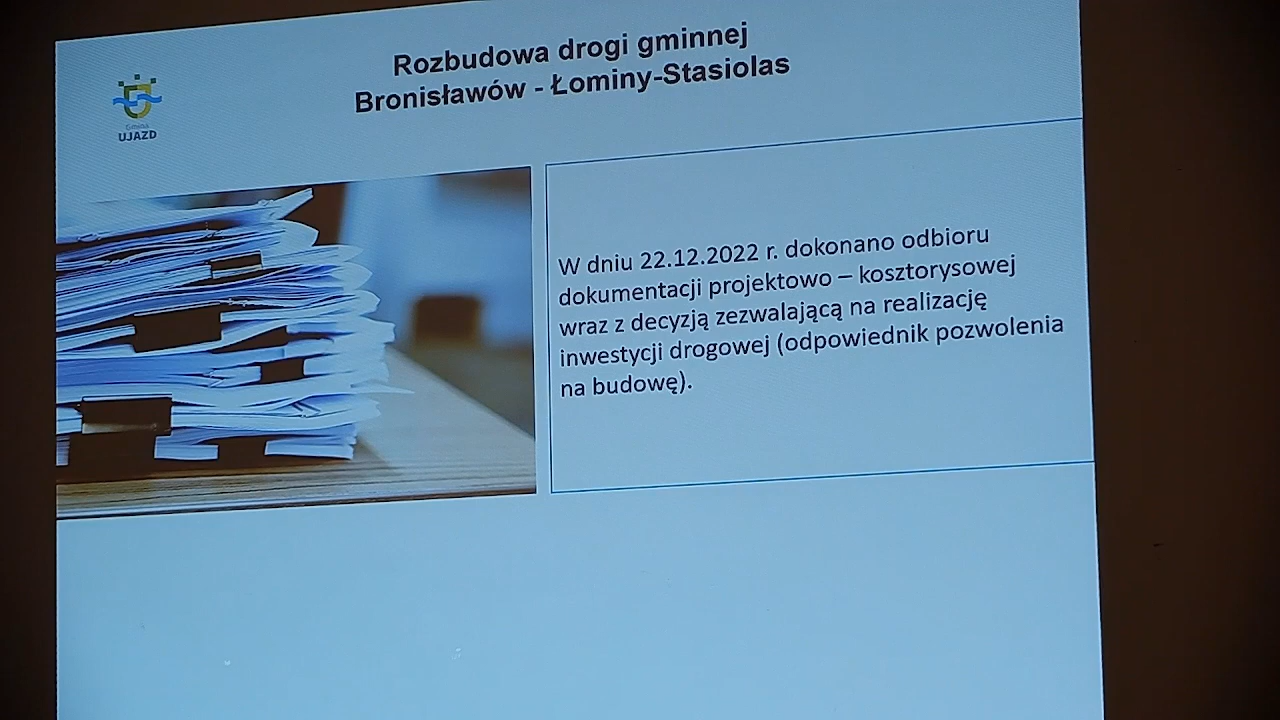 Rozbudowa drogi gminnej
Bronisławów - Łominy-Stasiolas
Gmina
UJAZD
W dniu 22.12.2022 r. dokonano odbioru
dokumentacji projektowo – kosztorysowej
wraz z decyzją zezwalającą na realizację
inwestycji drogowej (odpowiednik pozwolenia
na budowę).